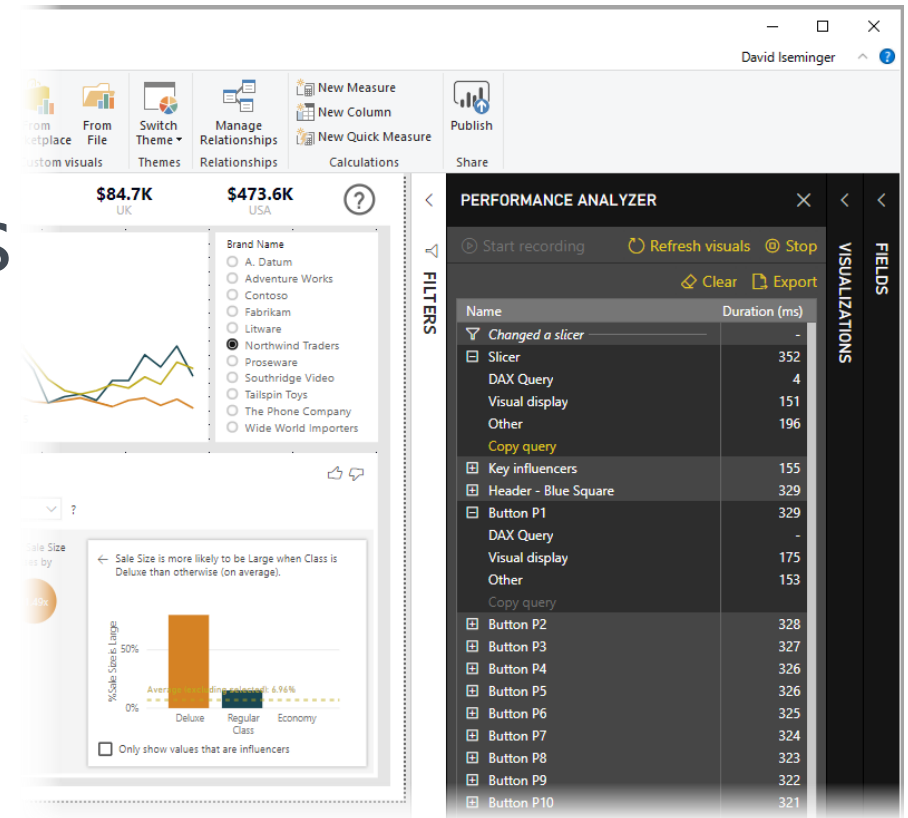 David Iseminger
From
File
Switch
Theme
Manage
Relationships
New Measure
New Column
New Quick Measure
Publish
Themes
Relationships
Calculations
Share
$84.7K
UK
$473.6K
USA
?
S
Brand Name
A. Datum
Adventure Works
Contoso
Fabrikam
Litware
Northwind Traders
Proseware
Southridge Video
Tailspin Toys
The Phone Company
Wide World Importers
?
Sale Size
by
← Sale Size is more likely to be Large when Class is
Deluxe than otherwise (on average).
%Sale Size is Large
50%
0%
Average (excluding selected): 6.96%
Deluxe
Regular
Class
Economy
Only show values that are influencers
FILTERS
PERFORMANCE ANALYZER
Start recording
Refresh visuals
Stop
Clear
Export
Name Duration (ms)
Changed a slicer -
Slicer 352
DAX Query 4
Visual display 151
Other 196
Copy query
Key influencers 155
Header - Blue Square 329
Button P1 329
DAX Query -
Visual display 175
Other 153
Copy query
Button P2 328
Button P3 327
Button P4 326
Button P5 326
Button P6 325
Button P7 324
Button P8 323
Button P9 322
Button P10 321
VISUALIZATIONS
FIELDS